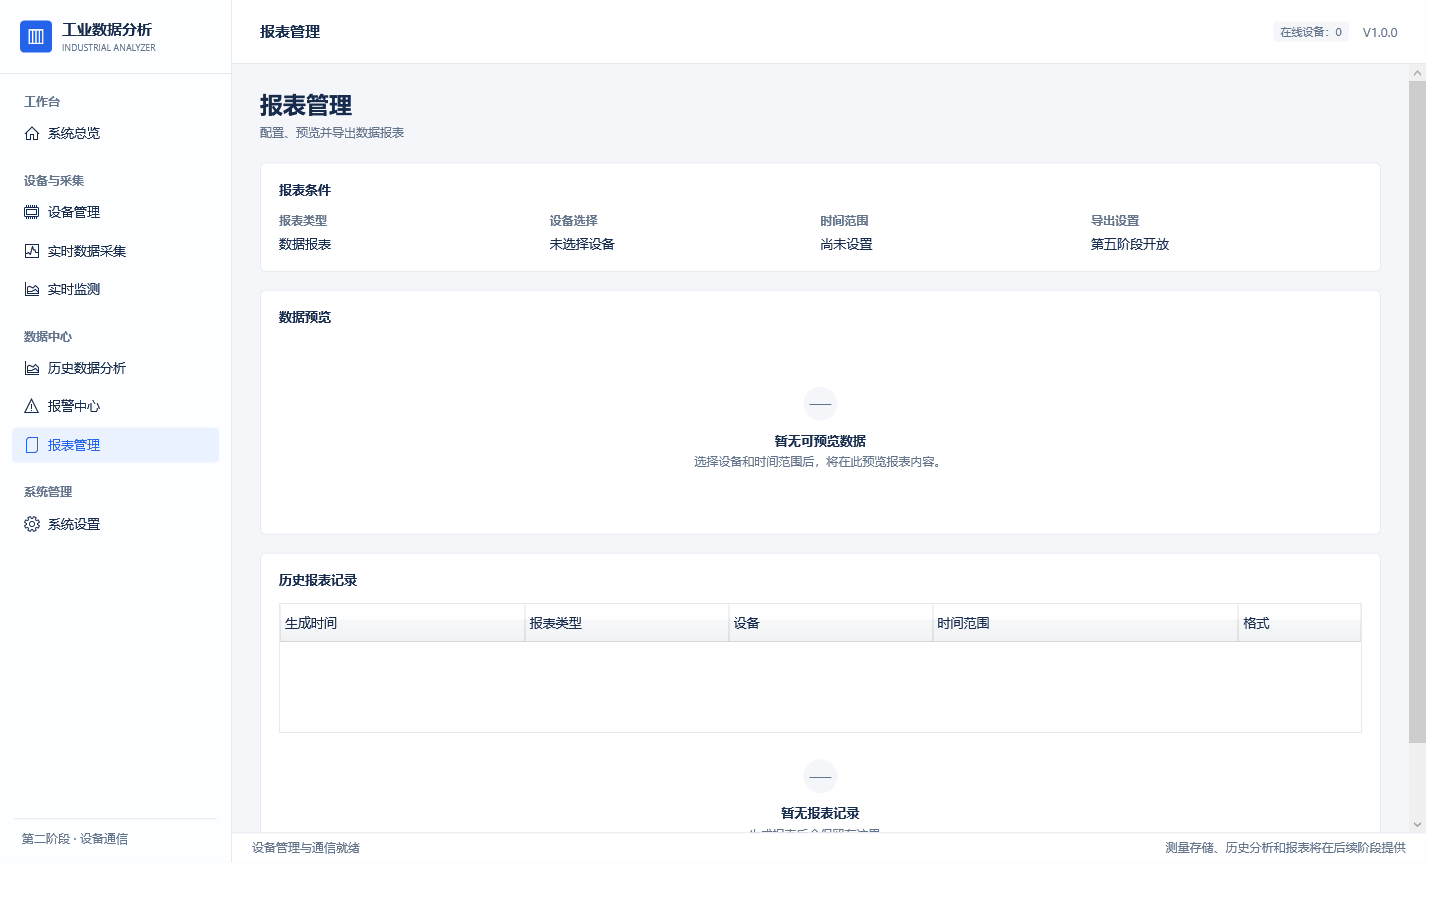 工业数据分析
INDUSTRIAL ANALYZER
工作台
系统总览
设备与采集
设备管理
实时数据采集
实时监测
数据中心
历史数据分析
报警中心
报表管理
系统管理
系统设置
第二阶段 · 设备通信
报表管理
在线设备：0
V1.0.0
报表管理
配置、预览并导出数据报表
报表条件
报表类型
设备选择
时间范围
导出设置
数据报表
未选择设备
尚未设置
第五阶段开放
数据预览
暂无可预览数据
选择设备和时间范围后，将在此预览报表内容。
历史报表记录
生成时间
报表类型
设备
时间范围
格式
暂无报表记录
设备管理与通信就绪
测量存储、历史分析和报表将在后续阶段提供